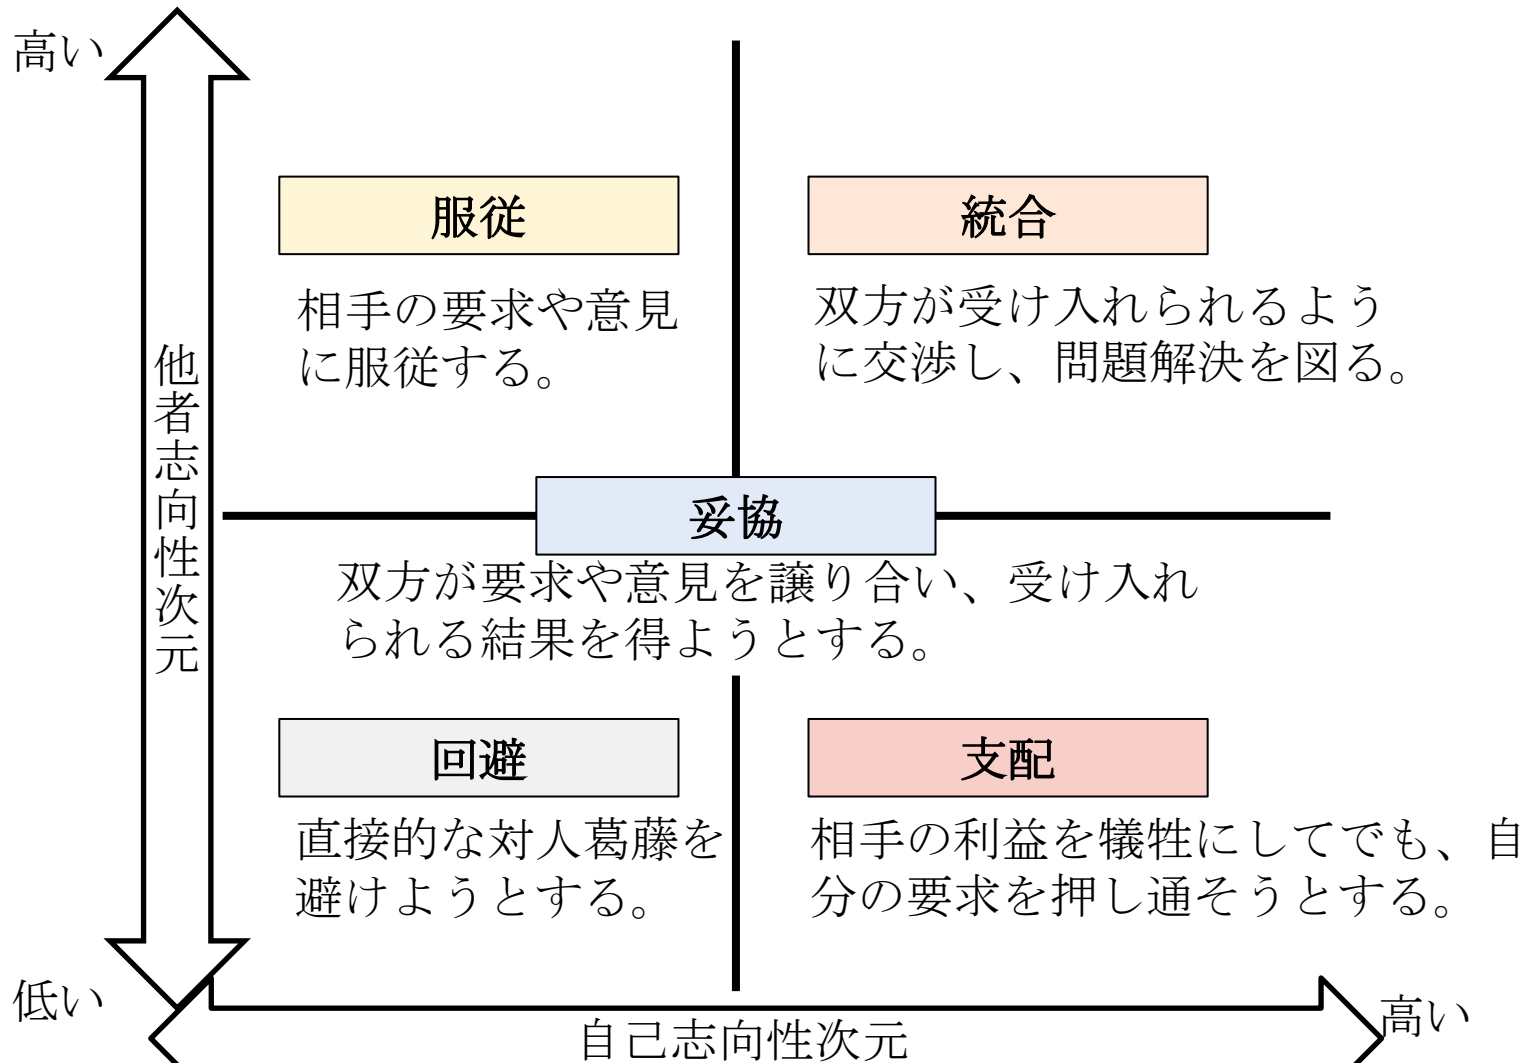 高い
服従
統合
相手の要求や意見
に服従する。
双方が受け入れられるよう
に交渉し、問題解決を図る。
他者志向性次元
妥協
双方が要求や意見を譲り合い、受け入れ
られる結果を得ようとする。
回避
支配
直接的な対人葛藤を
避けようとする。
相手の利益を犠牲にしてでも、自
分の要求を押し通そうとする。
低い
高い
自己志向性次元